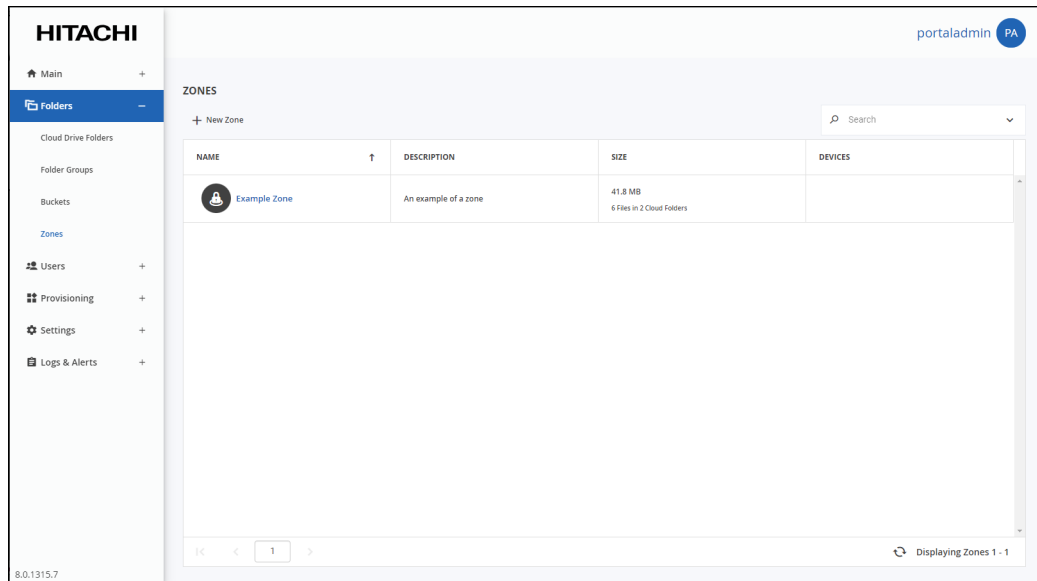 HITACHI
portaladmin PA
Main +
Folders −
Cloud Drive Folders
Folder Groups
Buckets
Zones
Users +
Provisioning +
Settings +
Logs & Alerts +
8.0.1315.7
ZONES
+ New Zone
Search
NAME ↑ DESCRIPTION SIZE DEVICES
Example Zone An example of a zone 41.8 MB
6 Files in 2 Cloud Folders
1
Displaying Zones 1 - 1